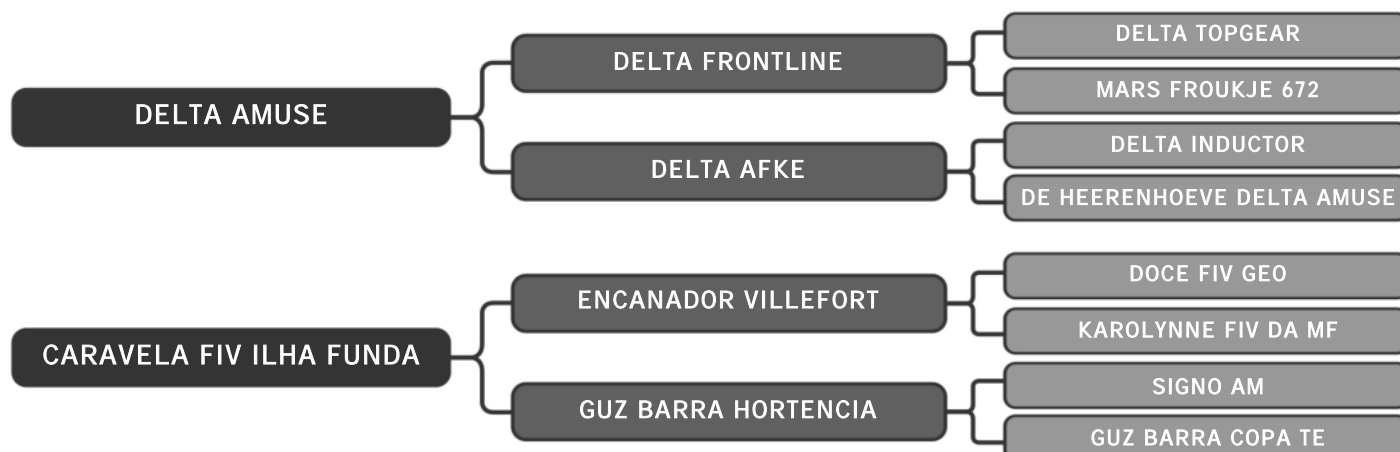 DELTA TOPGEAR
DELTA FRONTLINE
MARS FROUKJE 672
DELTA AMUSE
DELTA INDUCTOR
DELTA AFKE
DE HEERENHOEVE DELTA AMUSE
DOCE FIV GEO
ENCANADOR VILLEFORT
KAROLYNNE FIV DA MF
CARAVELA FIV ILHA FUNDA
SIGNO AM
GUZ BARRA HORTENCIA
GUZ BARRA COPA TE